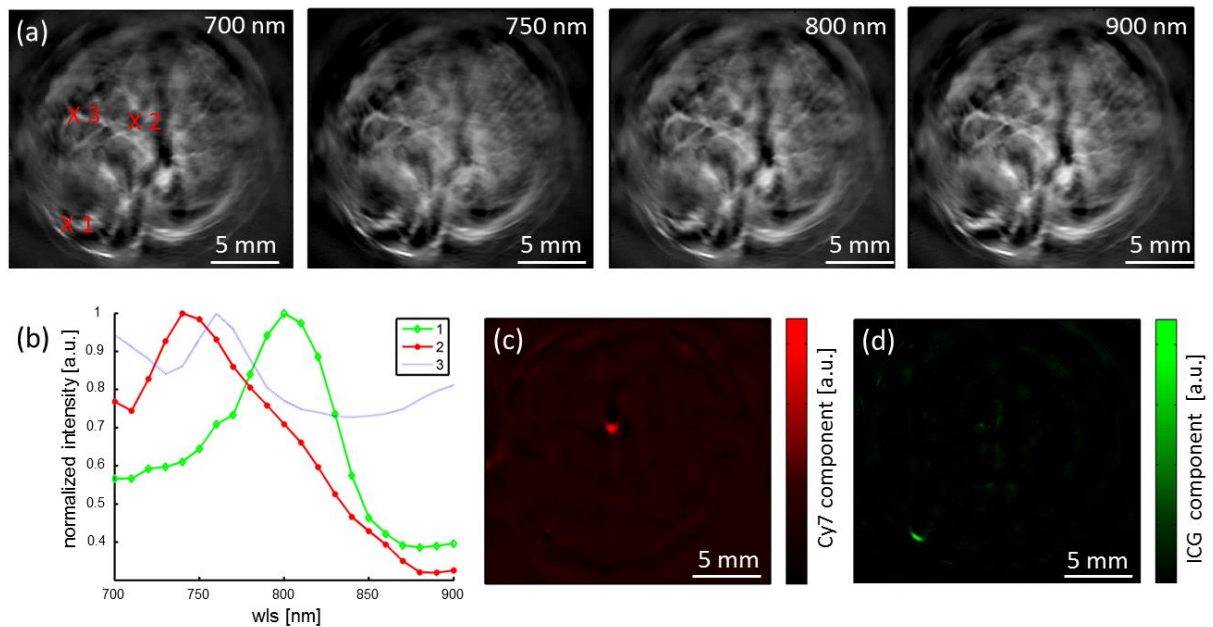 (a)
700 nm
750 nm
800 nm
900 nm
X 3
X 2
X 1
5 mm
5 mm
5 mm
5 mm
(b)
normalized intensity [a.u.]
1
0.9
0.8
0.7
0.6
0.5
0.4
700
750
800
850
900
wls [nm]
1
2
3
(c)
5 mm
Cy7 component [a.u.]
(d)
5 mm
ICG component [a.u.]